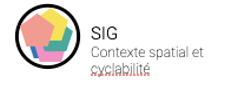 SIG
Contexte spatial et
cyclabilité